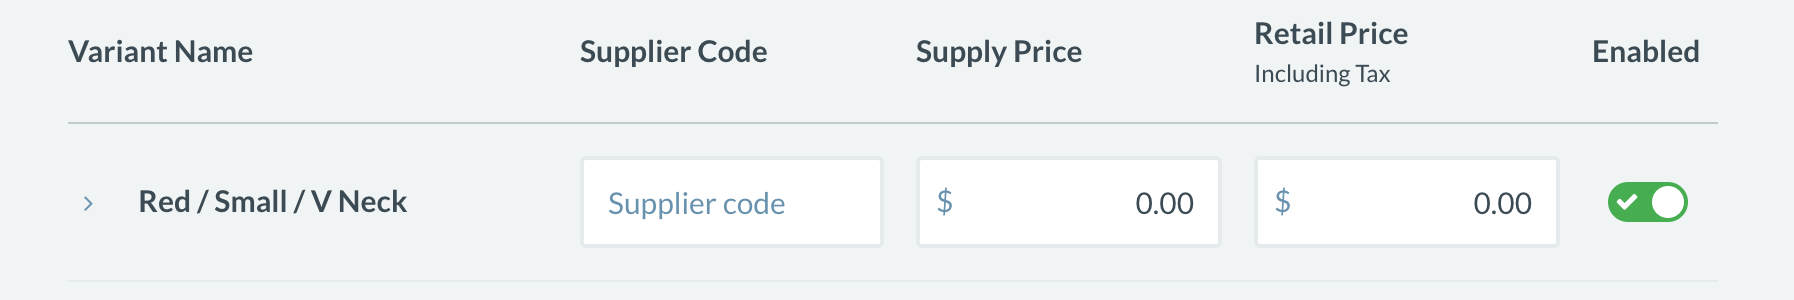 Variant Name
Supplier Code
Supply Price
Retail Price
Including Tax
Enabled
Red / Small / V Neck
Supplier code
$ 0.00
$ 0.00